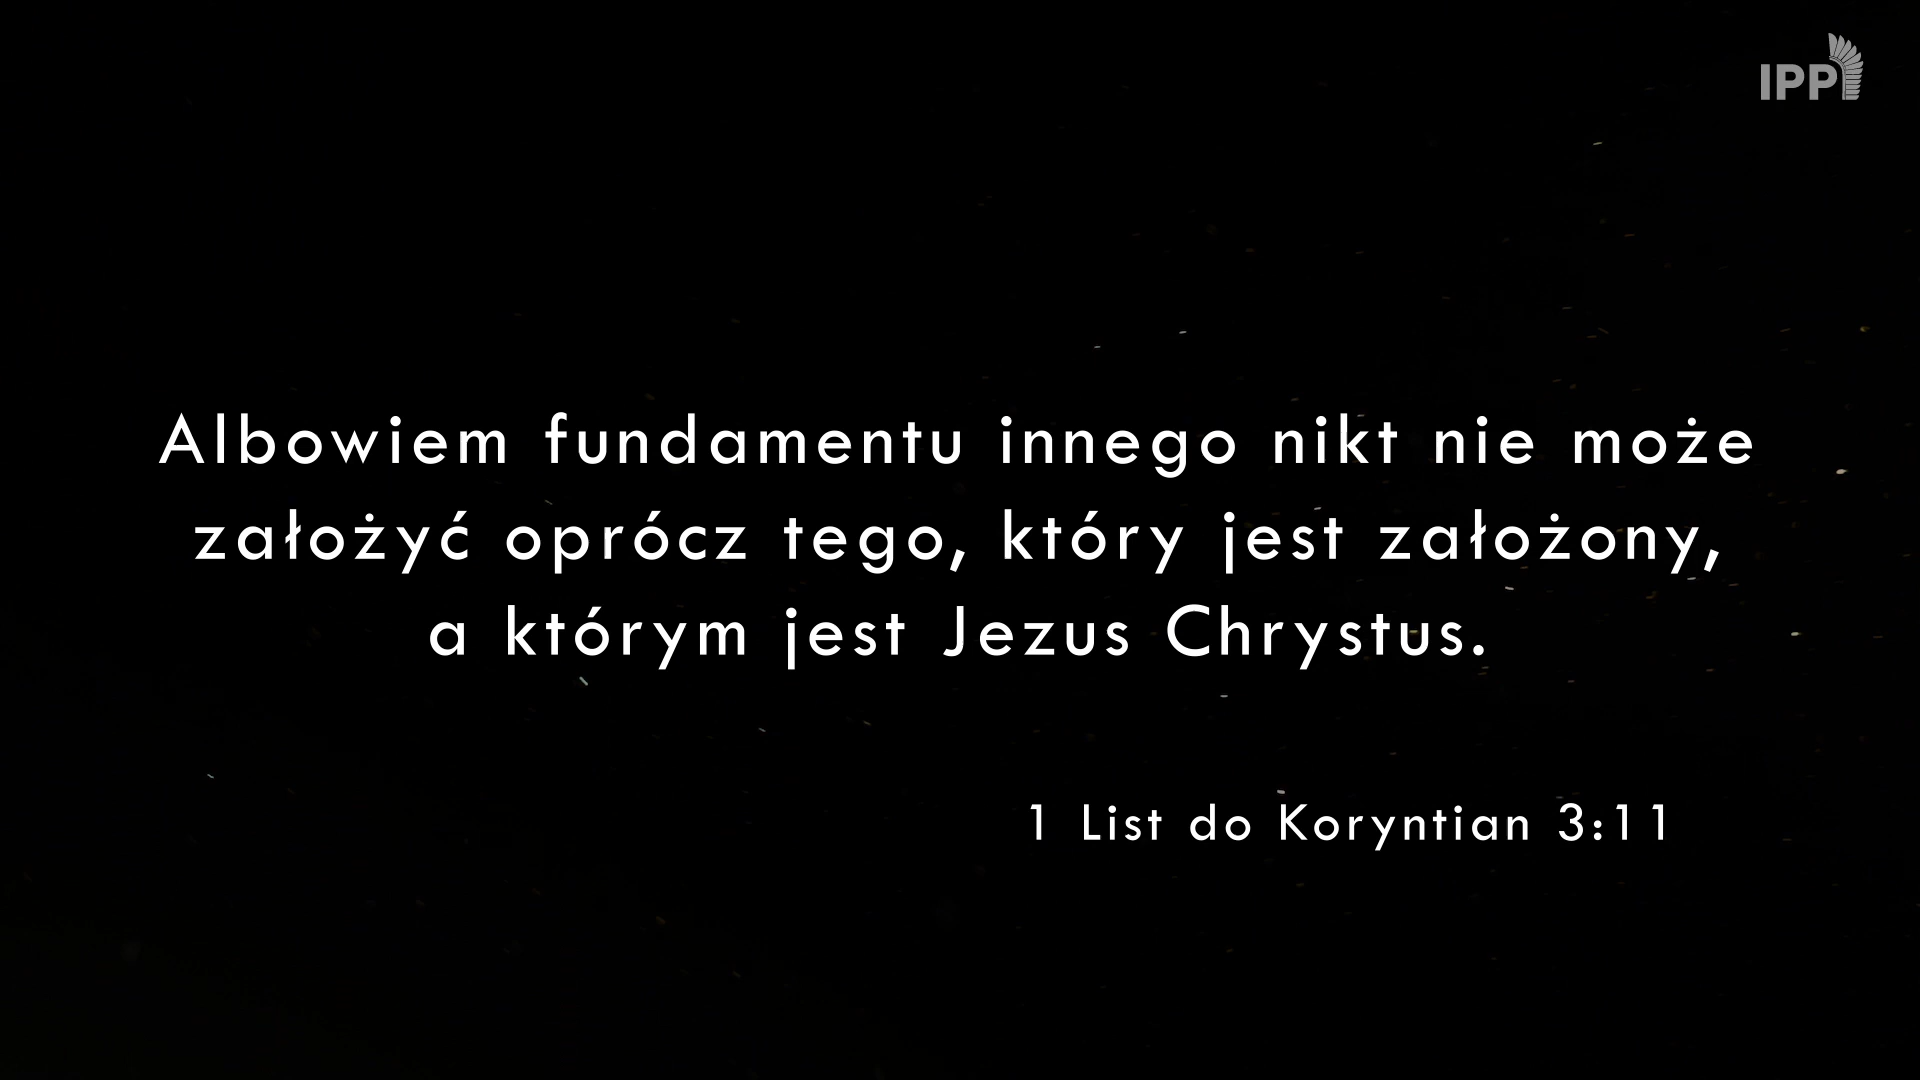 IPP
Albowiem fundamentu innego nikt nie może
założyć oprócz tego, który jest założony,
a którym jest Jezus Chrystus.
1 List do Koryntian 3:11